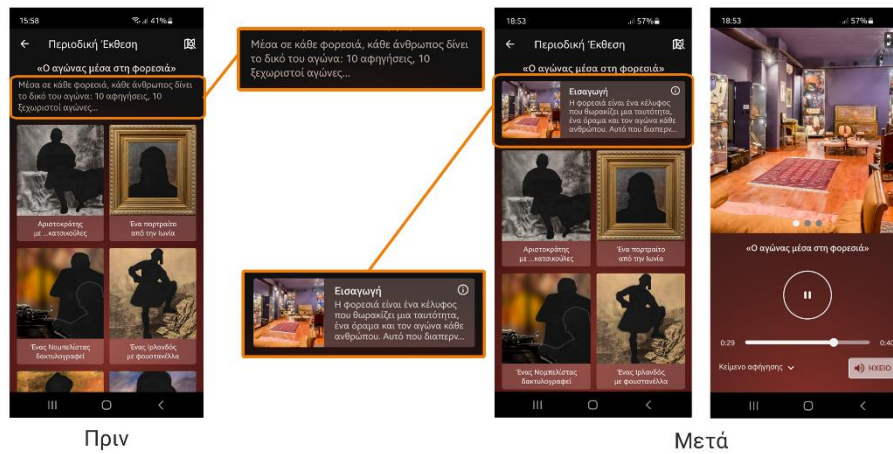 15:58
41%
Περιοδική Έκθεση
«Ο αγώνας μέσα στη φορεσιά»
Μέσα σε κάθε φορεσιά, κάθε άνθρωπος δίνει
το δικό του αγώνα: 10 αφηγήσεις, 10
ξεχωριστοί αγώνες...
Αριστοκράτης
με ...κατσικούλες
Ένα πορτραίτο
από την Ιωνία
Ένας Νομπελίστας
δακτυλογραφεί
Ένας Ιρλανδός
με φουστανέλλα
Πριν
Μέσα σε κάθε φορεσιά, κάθε άνθρωπος δίνει
το δικό του αγώνα: 10 αφηγήσεις, 10
ξεχωριστοί αγώνες...
Εισαγωγή
Η φορεσιά είναι ένα κέλυφος
που θωρακίζει μια ταυτότητα,
ένα όραμα και τον αγώνα κάθε
ανθρώπου. Αυτό που διαπερν...
18:53
57%
Περιοδική Έκθεση
«Ο αγώνας μέσα στη φορεσιά»
Εισαγωγή
Η φορεσιά είναι ένα κέλυφος
που θωρακίζει μια ταυτότητα,
ένα όραμα και τον αγώνα κάθε
ανθρώπου. Αυτό που διαπερν...
Αριστοκράτης
με ...κατσικούλες
Ένα πορτραίτο
από την Ιωνία
Ένας Νομπελίστας
δακτυλογραφεί
Ένας Ιρλανδός
με φουστανέλλα
18:53
57%
«Ο αγώνας μέσα στη φορεσιά»
0:29
0:40
Κείμενο αφήγησης
ΗΧΕΙΟ
Μετά